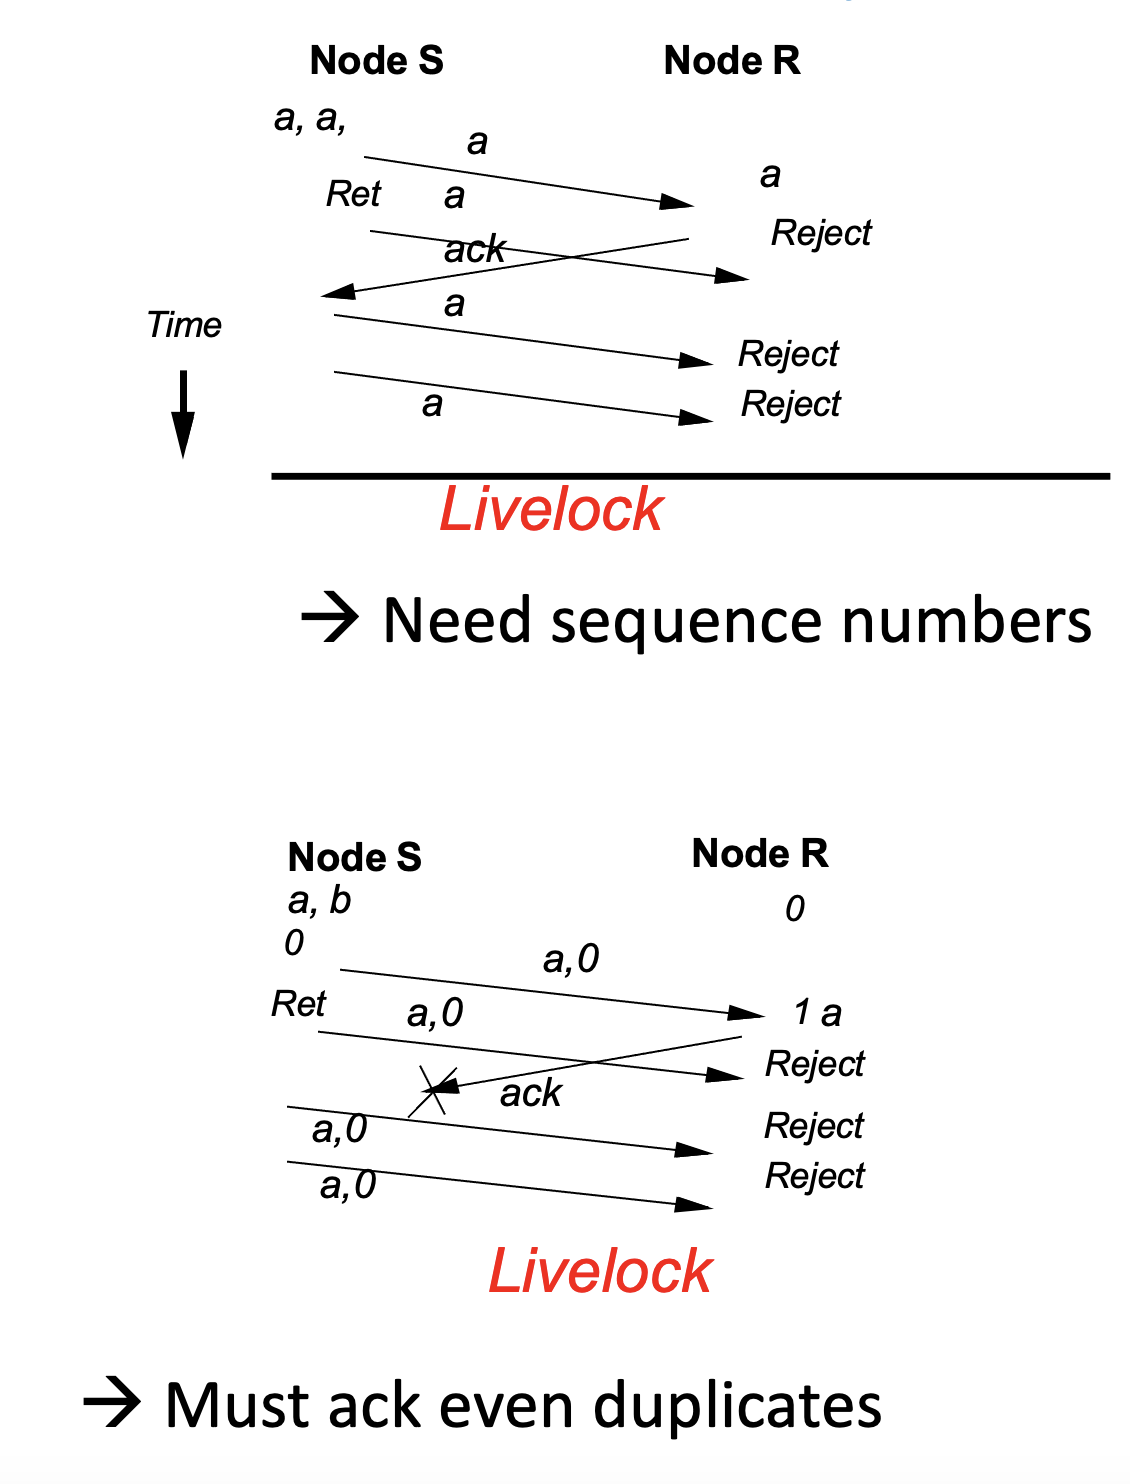 Node S Node R
a, a,
a
a
Ret a
Reject
ack
a
Time
Reject
a Reject
Livelock
→ Need sequence numbers
Node S Node R
a, b
0
0
a,0
Ret a,0 1 a
Reject
ack
a,0 Reject
a,0 Reject
Livelock
→ Must ack even duplicates